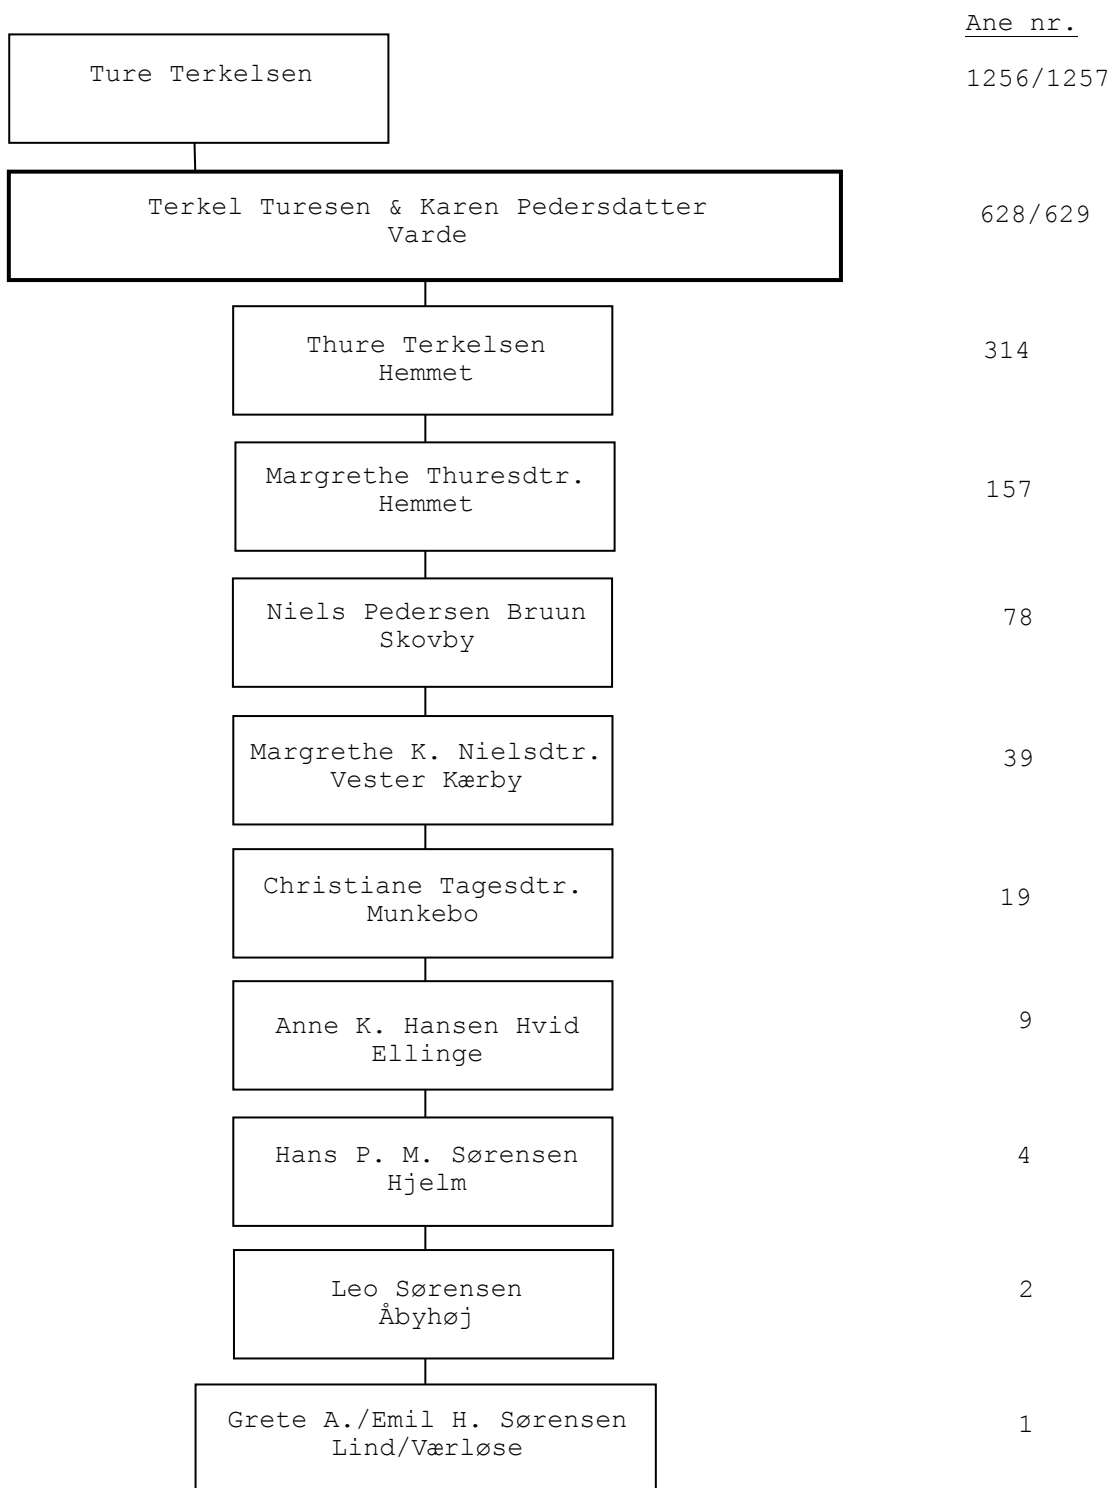 Ane nr.
Ture Terkelsen
1256/1257
Terkel Turesen & Karen Pedersdatter
Varde
628/629
Thure Terkelsen
Hemmet
314
Margrethe Thuresdtr.
Hemmet
157
Niels Pedersen Bruun
Skovby
78
Margrethe K. Nielsdtr.
Vester Kærby
39
Christiane Tagesdtr.
Munkebo
19
Anne K. Hansen Hvid
Ellinge
9
Hans P. M. Sørensen
Hjelm
4
Leo Sørensen
Åbyhøj
2
Grete A./Emil H. Sørensen
Lind/Værløse
1